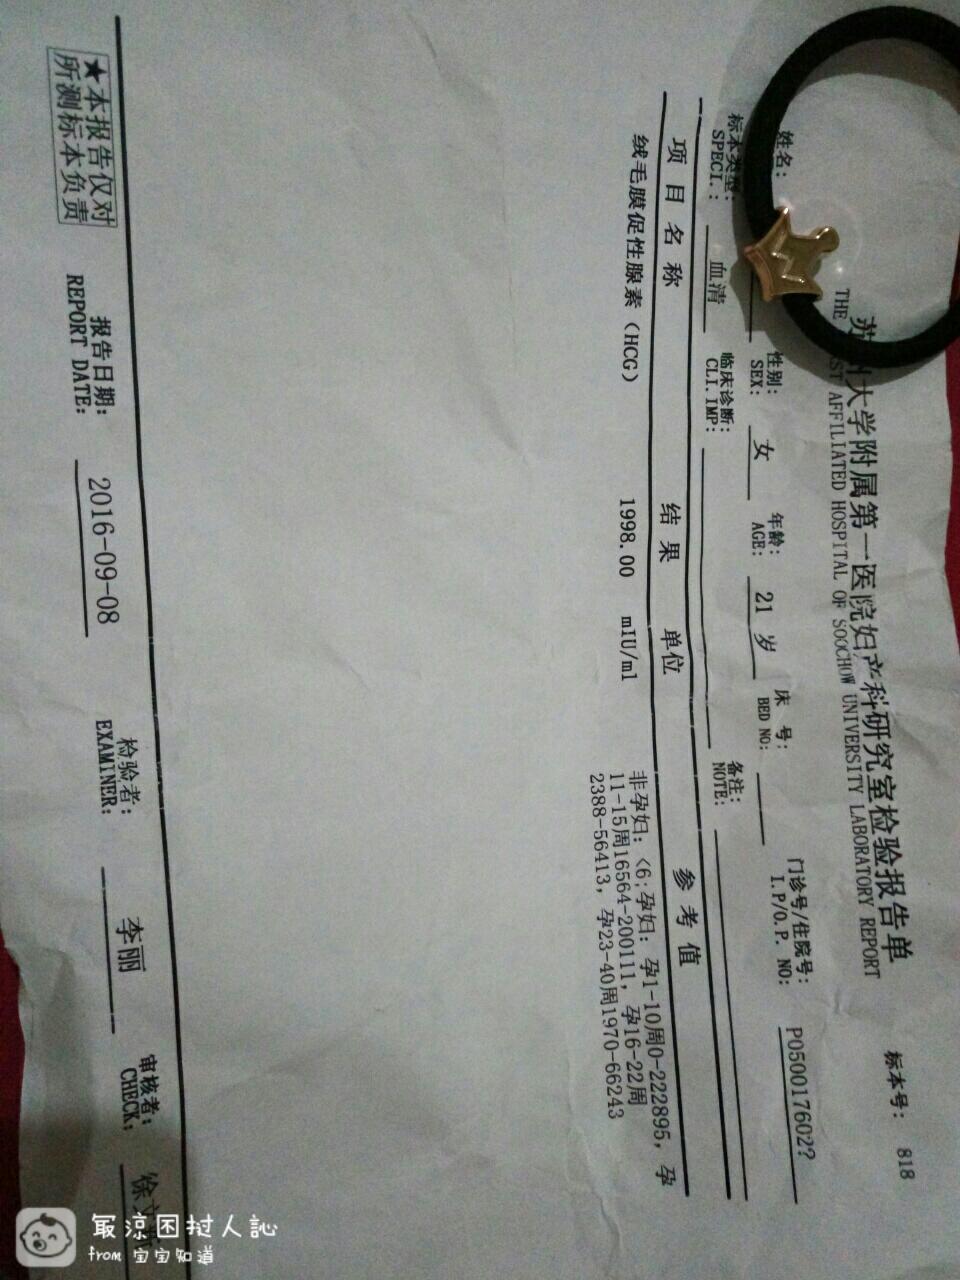 标本号: 818
苏州大学附属第一医院妇产科研究室检验报告单
THE FIRST AFFILIATED HOSPITAL OF SOOCHOW UNIVERSITY LABORATORY REPORT
姓名: 性别: 女 年龄: 21 岁 床 号: 门诊号/住院号: P050017602?
SEX: AGE: BED NO: I.P/O.P. NO:
标本类型: 血清 临床诊断: 备注:
SPECI.: CLI.IMP: NOTE:
项 目 名 称 结 果 单位 参 考 值
绒毛膜促性腺素 (HCG) 1998.00 mIU/ml 非孕妇: <6;孕妇: 孕1-10周0-222895, 孕
11-15周16564-200111, 孕16-22周
2388-56413, 孕23-40周1970-66243
★本报告仅对
所测标本负责
报告日期: 2016-09-08 检验者: 李丽 审核者: 徐文
REPORT DATE: EXAMINER: CHECK:
最凉困挝人訫
from 宝宝知道